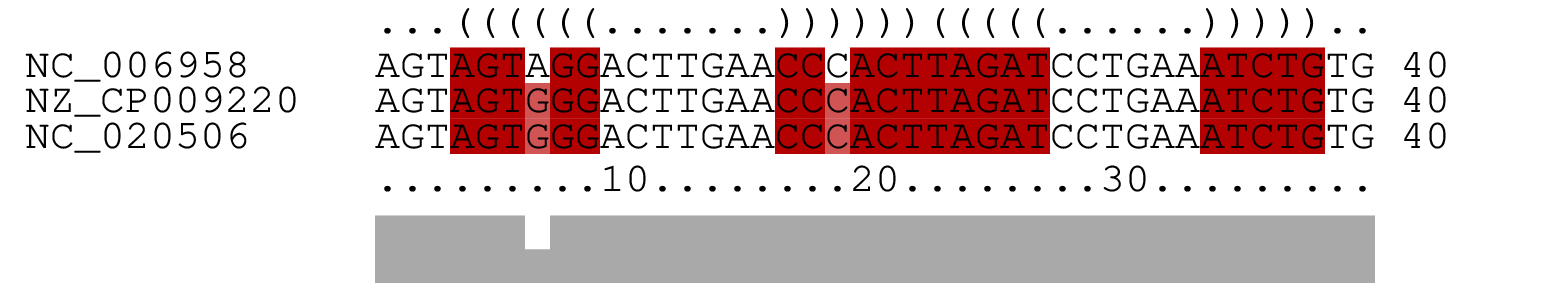 ...((((((.......))))))(((((......)))))..
NC_006958 AGTAGTAGGACTTGAACCCACTTAGATCCTGAAATCTGTG 40
NZ_CP009220 AGTAGTGGGACTTGAACCCACTTAGATCCTGAAATCTGTG 40
NC_020506 AGTAGTGGGACTTGAACCCACTTAGATCCTGAAATCTGTG 40
.........10........20........30.........